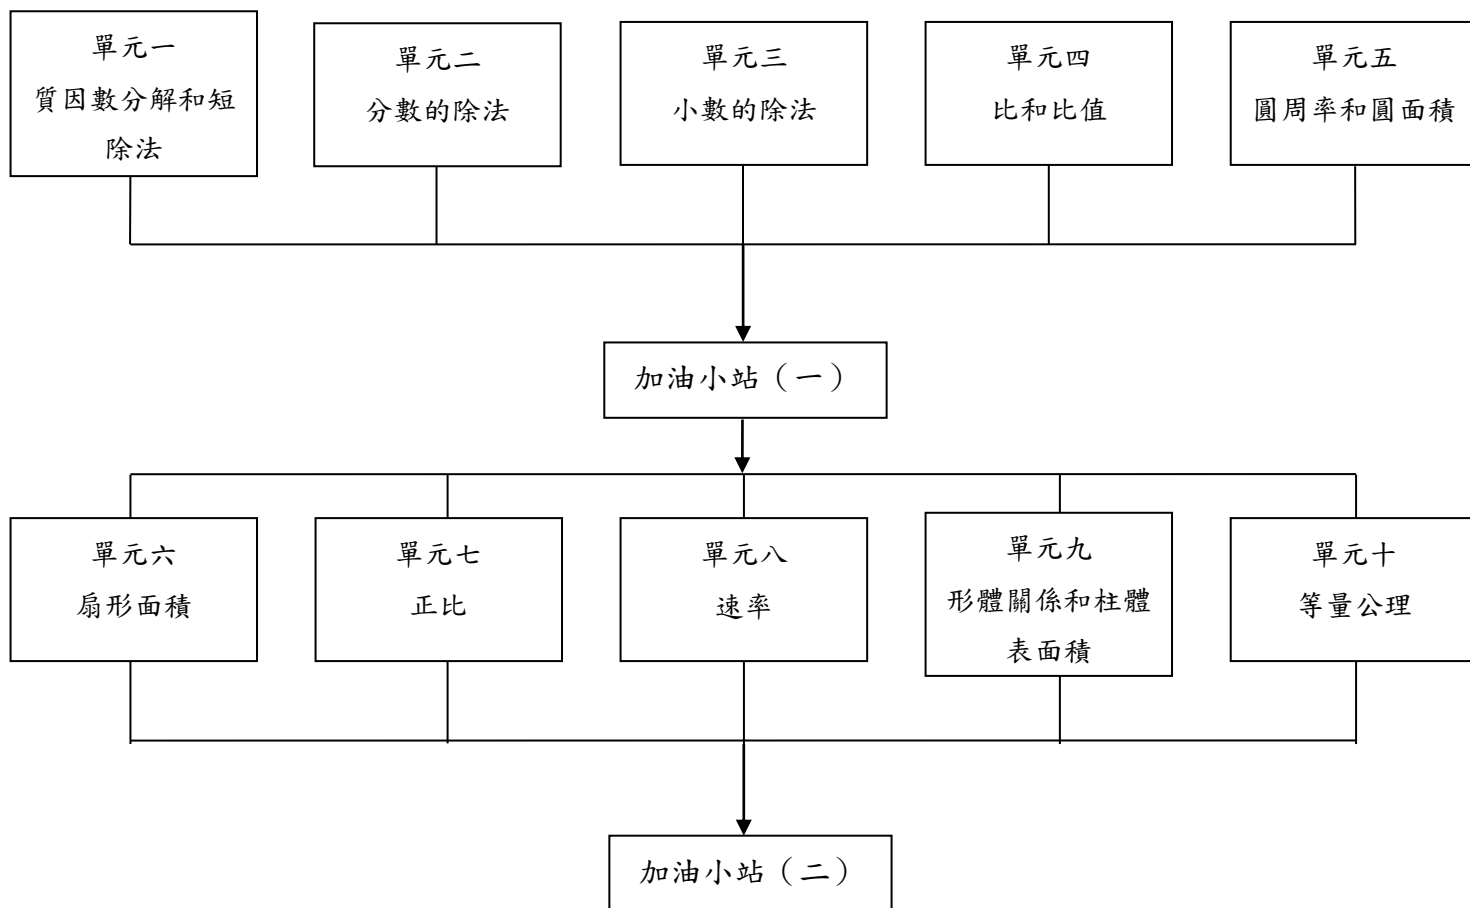 單元一
質因數分解和短
除法
單元二
分數的除法
單元三
小數的除法
單元四
比和比值
單元五
圓周率和圓面積
加油小站（一）
單元六
扇形面積
單元七
正比
單元八
速率
單元九
形體關係和柱體
表面積
單元十
等量公理
加油小站（二）